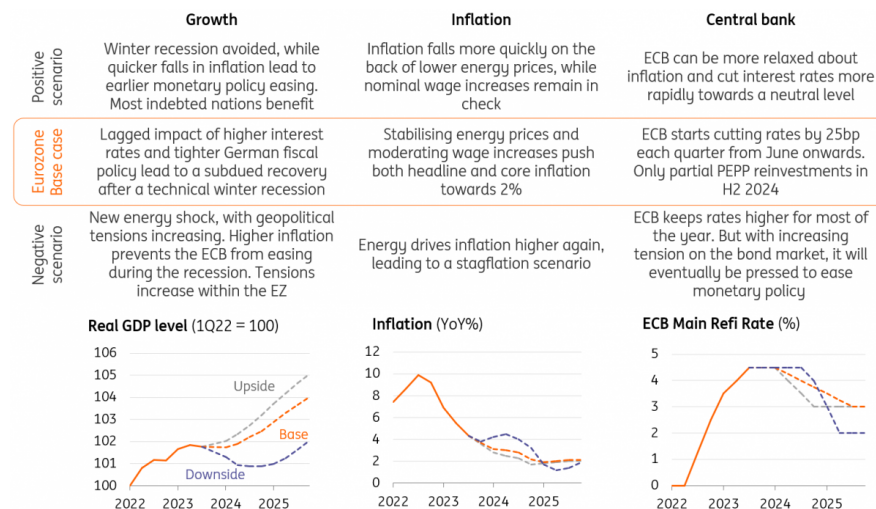 Growth
Inflation
Central bank
Positive
scenario
Winter recession avoided, while
quicker falls in inflation lead to
earlier monetary policy easing.
Most indebted nations benefit
Inflation falls more quickly on the
back of lower energy prices, while
nominal wage increases remain in
check
ECB can be more relaxed about
inflation and cut interest rates more
rapidly towards a neutral level
Eurozone
Base case
Lagged impact of higher interest
rates and tighter German fiscal
policy lead to a subdued recovery
after a technical winter recession
Stabilising energy prices and
moderating wage increases push
both headline and core inflation
towards 2%
ECB starts cutting rates by 25bp
each quarter from June onwards.
Only partial PEPP reinvestments in
H2 2024
Negative
scenario
New energy shock, with geopolitical
tensions increasing. Higher inflation
prevents the ECB from easing
during the recession. Tensions
increase within the EZ
Energy drives inflation higher again,
leading to a stagflation scenario
ECB keeps rates higher for most of
the year. But with increasing
tension on the bond market, it will
eventually be pressed to ease
monetary policy
Real GDP level (1Q22 = 100)
106
105
104
103
102
101
100
Upside
Base
Downside
2022 2023 2024 2025
Inflation (YoY%)
12
10
8
6
4
2
0
2022 2023 2024 2025
ECB Main Refi Rate (%)
5
4
3
2
1
0
2022 2023 2024 2025